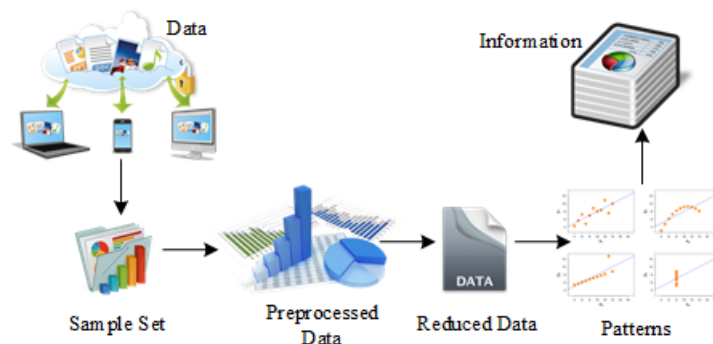 Data
Information
DATA
Sample Set
Preprocessed
Data
Reduced Data
Patterns